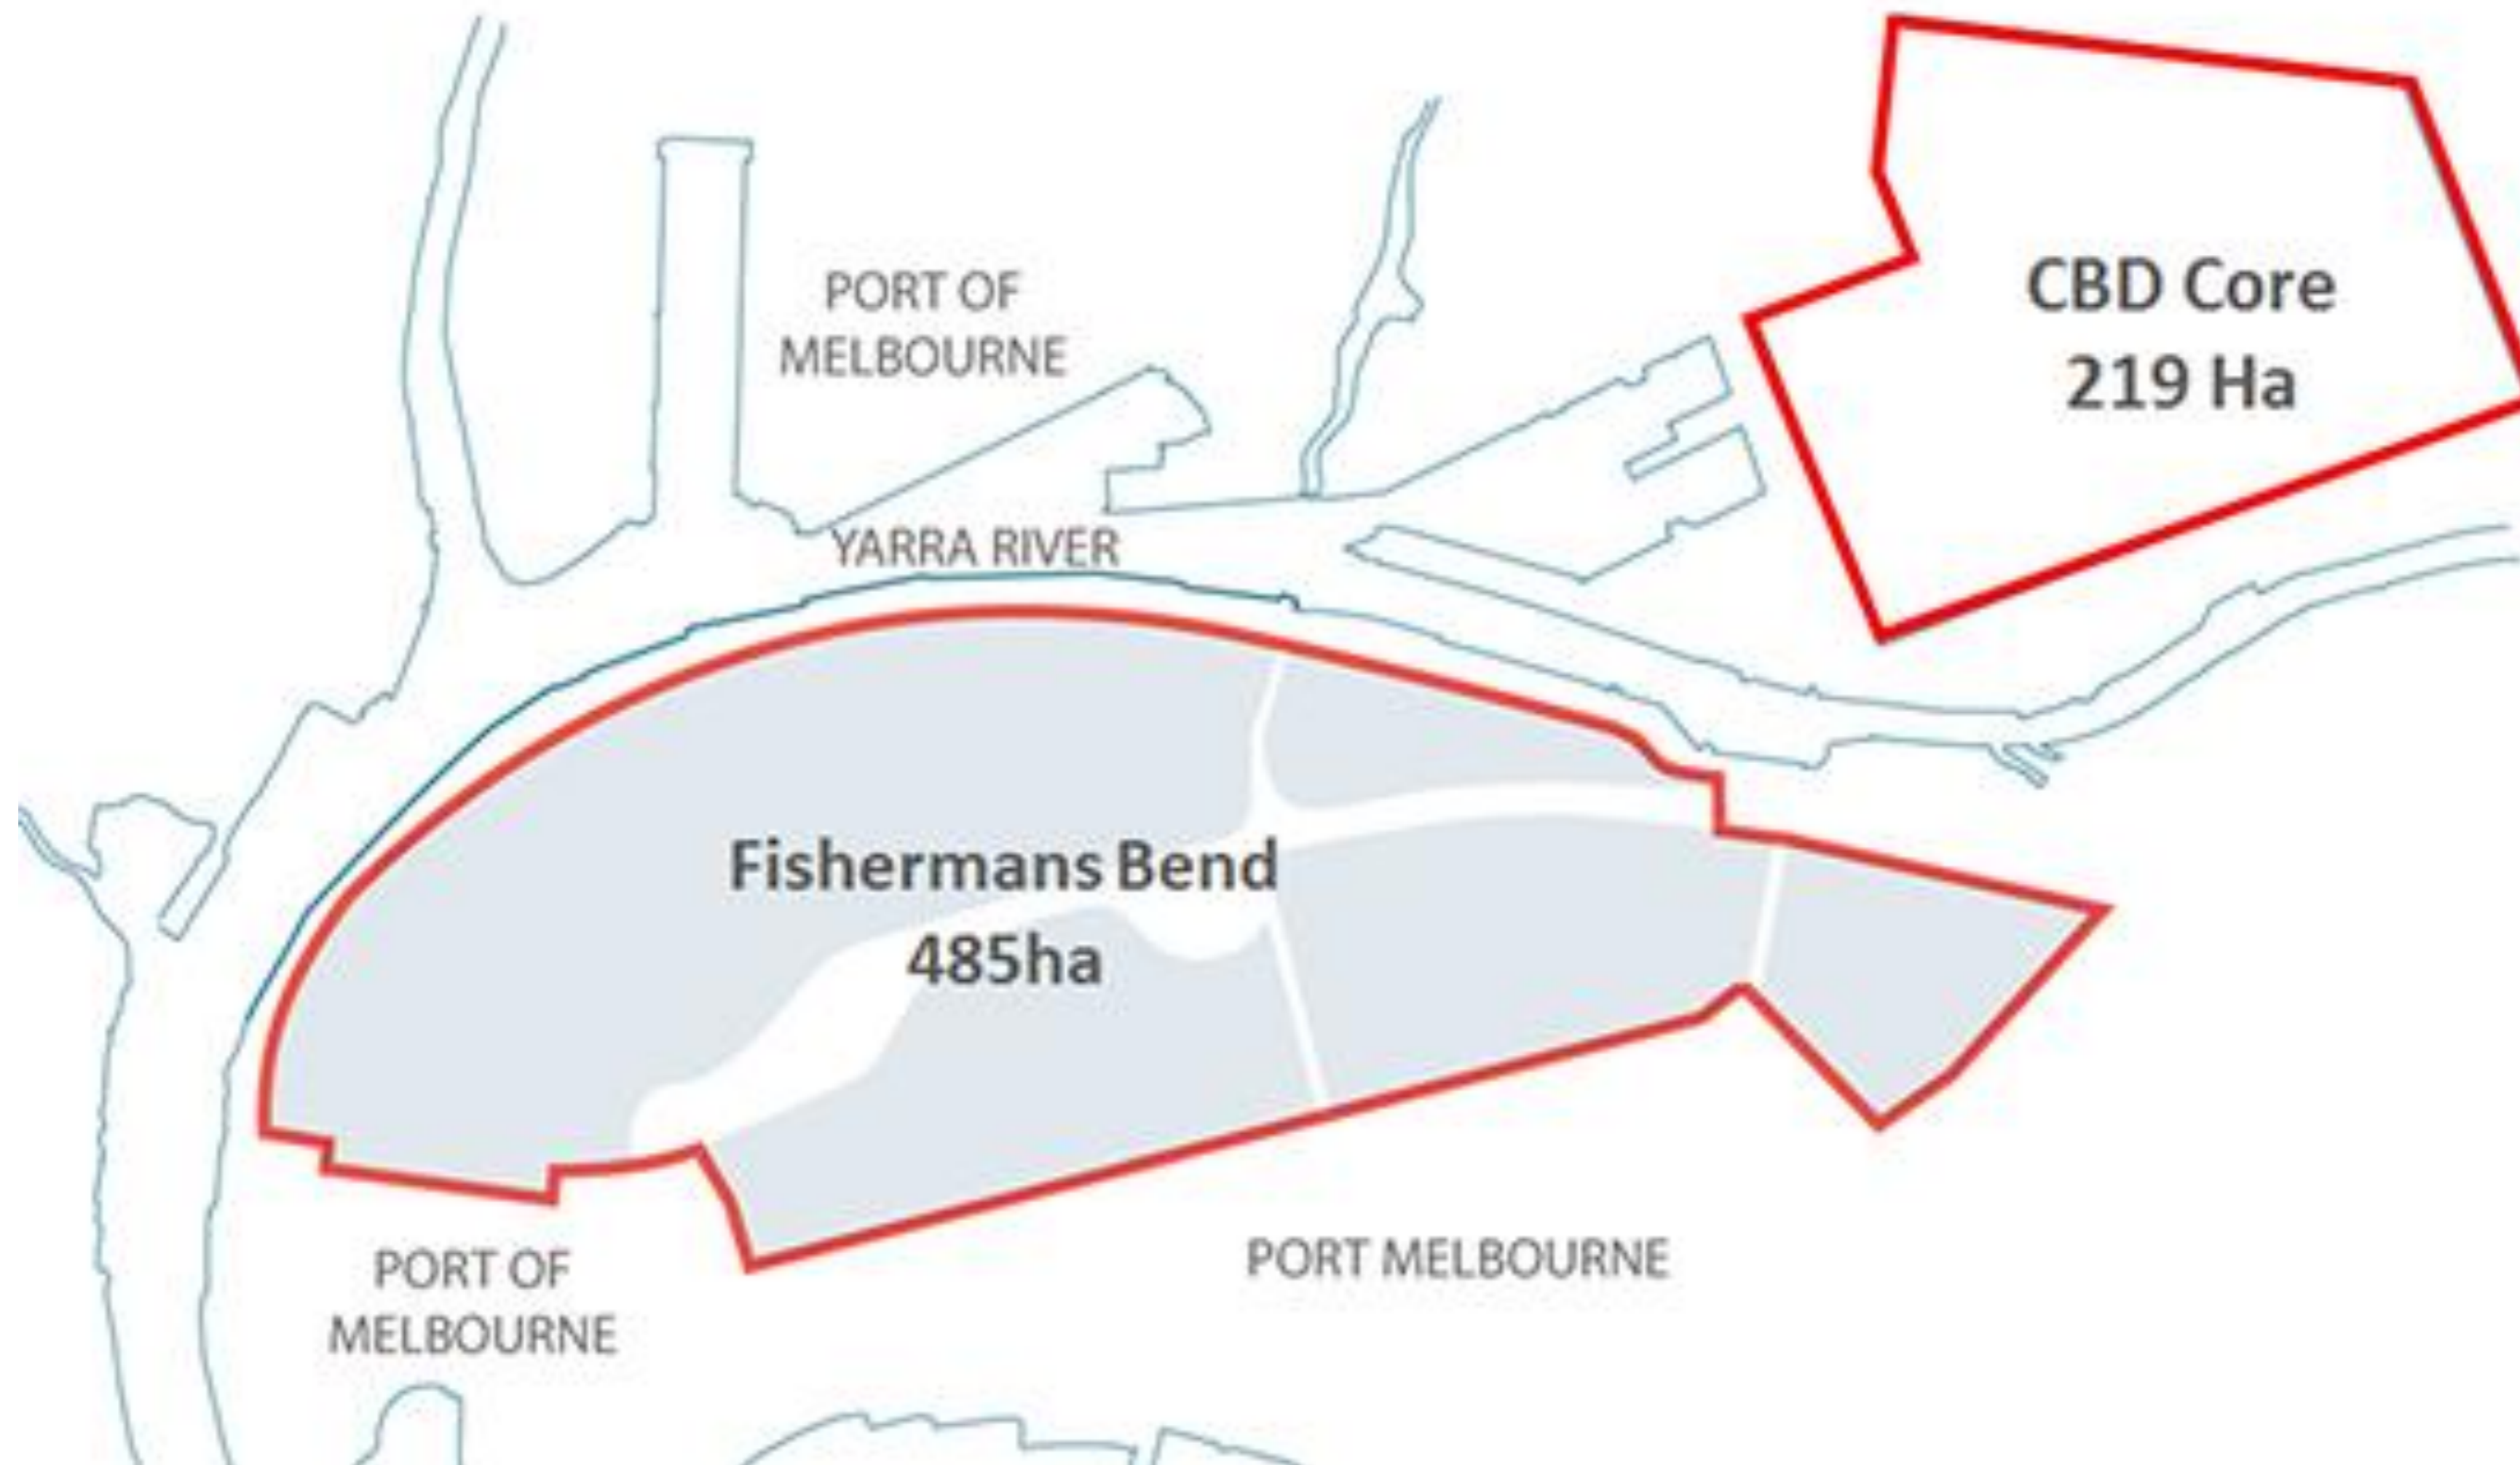 CBD Core
219 Ha
PORT OF
MELBOURNE
YARRA RIVER
Fishermans Bend
485ha
PORT OF
MELBOURNE
PORT MELBOURNE